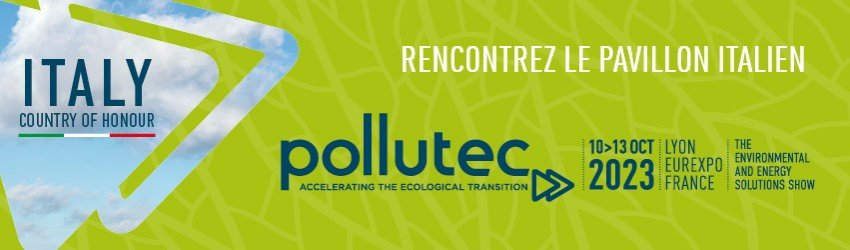 ITALY
COUNTRY OF HONOUR
RENCONTREZ LE PAVILLON ITALIEN
pollutec
ACCELERATING THE ECOLOGICAL TRANSITION
10>13 OCT
2023
LYON
EUREXPO
FRANCE
THE
ENVIRONMENTAL
AND ENERGY
SOLUTIONS SHOW